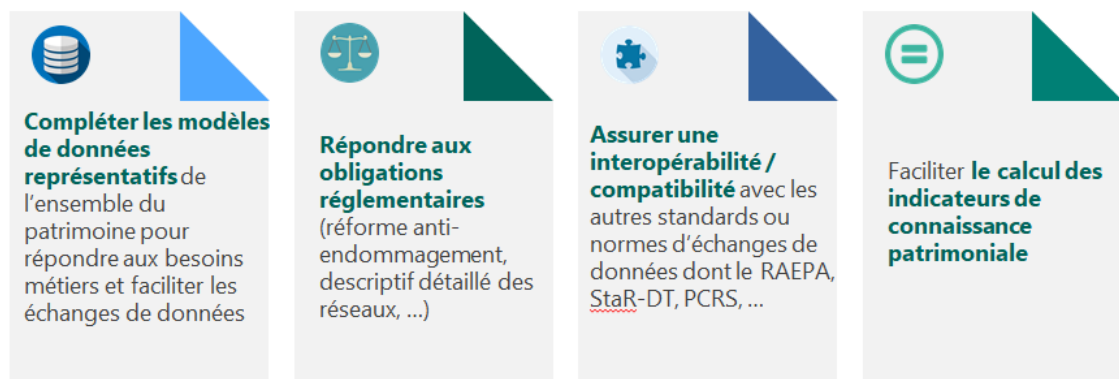 Compléter les modèles
de données
représentatifs de
l'ensemble du
patrimoine pour
répondre aux besoins
métiers et faciliter les
échanges de données
Répondre aux
obligations
réglementaires
(réforme anti-
endommagement,
descriptif détaillé des
réseaux, ...)
Assurer une
interopérabilité /
compatibilité avec les
autres standards ou
normes d'échanges de
données dont le RAEPA,
StaR-DT, PCRS, ...
Faciliter le calcul des
indicateurs de
connaissance
patrimoniale